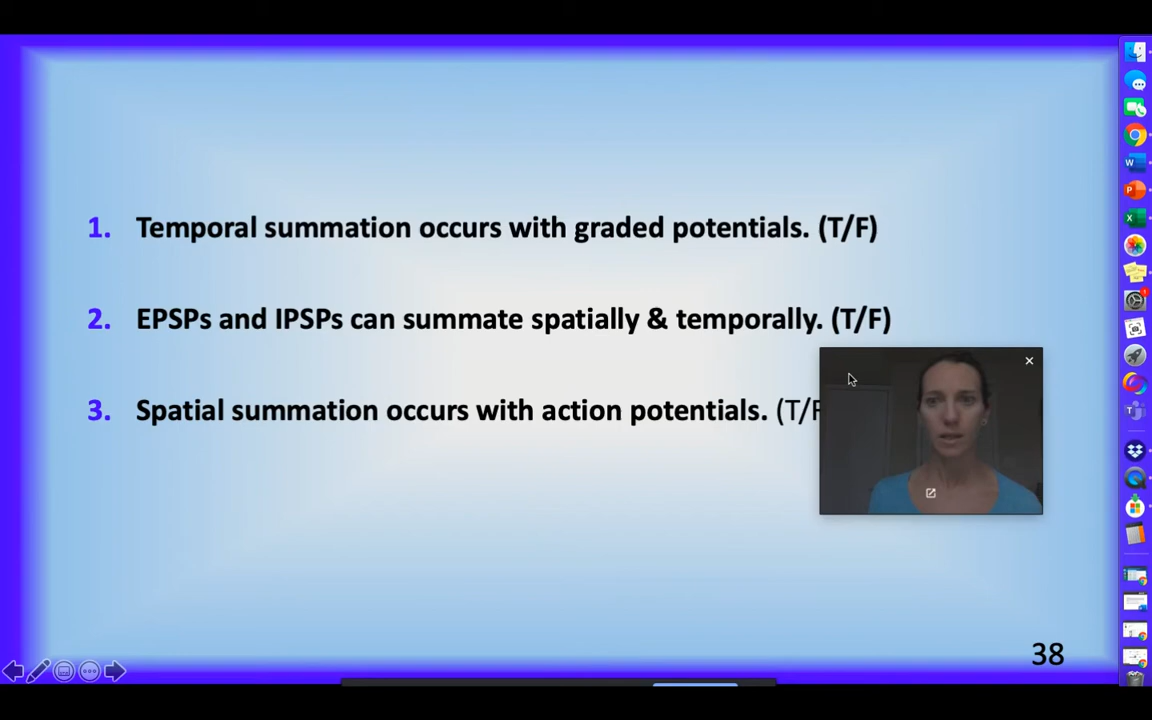 1. Temporal summation occurs with graded potentials. (T/F)
2. EPSPs and IPSPs can summate spatially & temporally. (T/F)
3. Spatial summation occurs with action potentials. (T/F
38